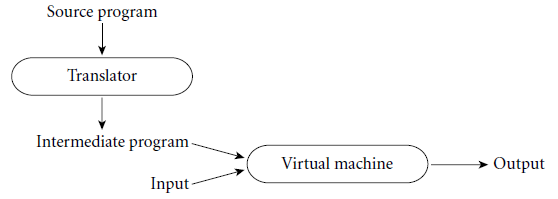 Source program
Translator
Intermediate program
Virtual machine
Output
Input